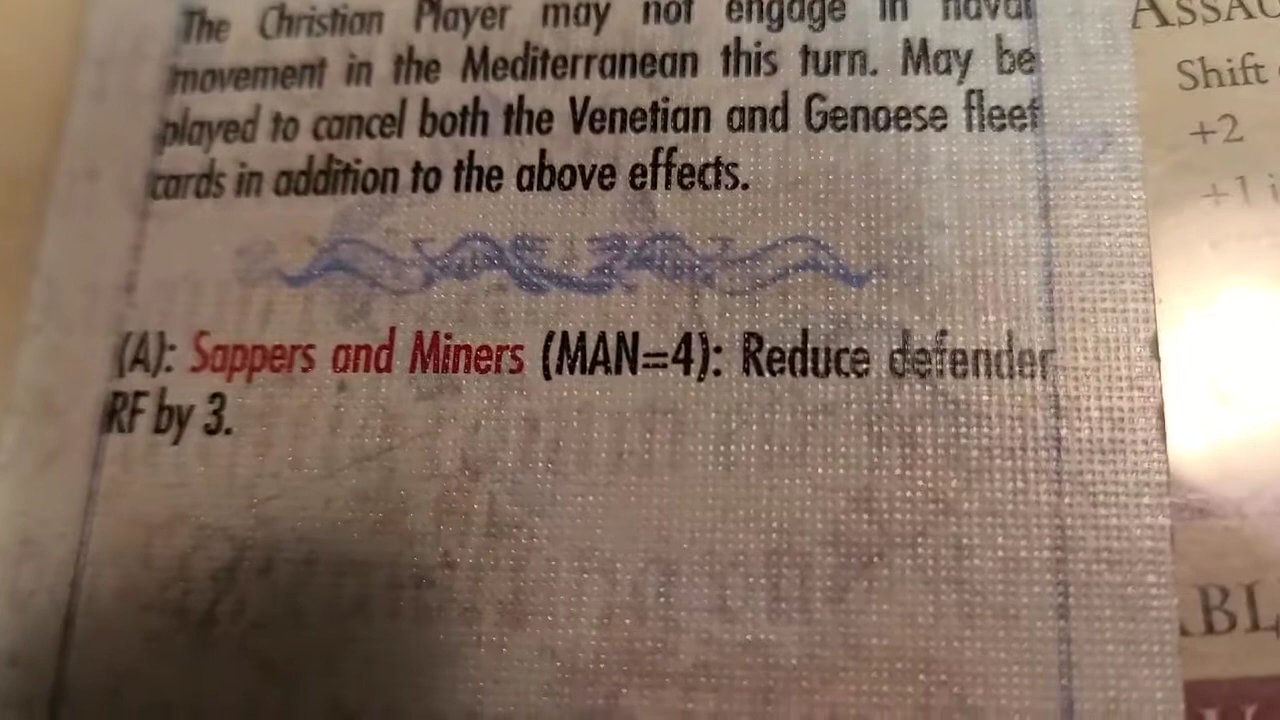 The Christian Player may not engage in naval
movement in the Mediterranean this turn. May be
played to cancel both the Venetian and Genoese fleet
cards in addition to the above effects.
(A): Sappers and Miners (MAN=4): Reduce defender
RF by 3.
Shift
+2
+1